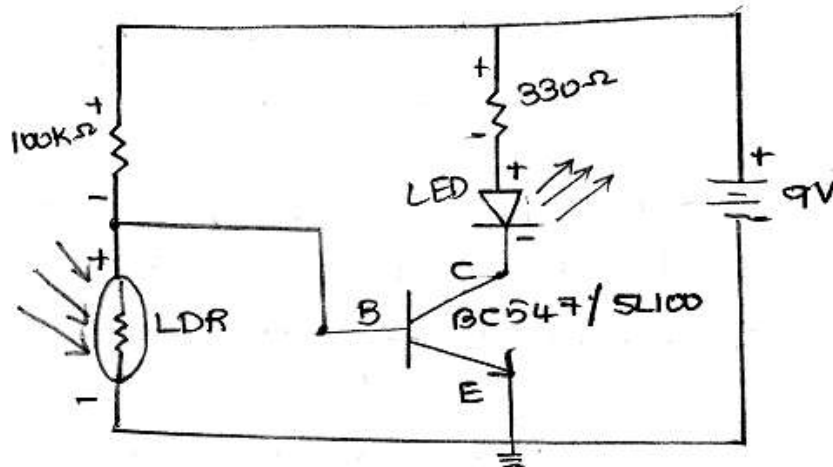 +
330Ω
-
+
100KΩ
-
+
LED
-
+
9V
+
LDR
-
C
B
BC547/SL100
E